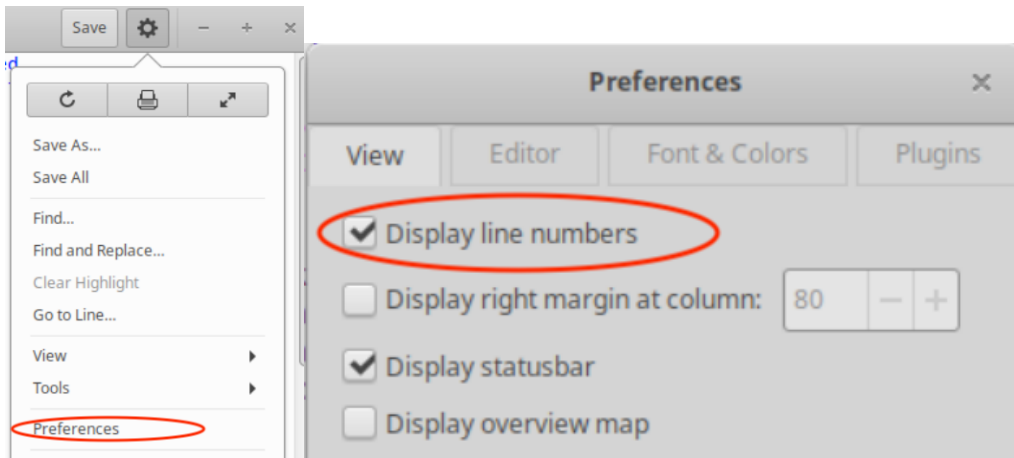 Save
ed
Save As...
Save All
Find...
Find and Replace...
Clear Highlight
Go to Line...
View
Tools
Preferences
Preferences
View
Editor
Font & Colors
Plugins
Display line numbers
Display right margin at column: 80
Display statusbar
Display overview map